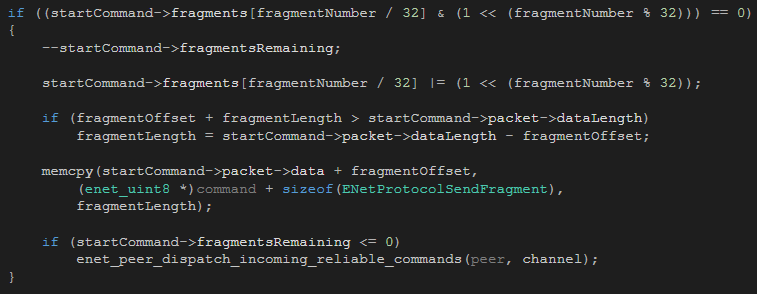 if ((startCommand->fragments[fragmentNumber / 32] & (1 << (fragmentNumber % 32))) == 0)
{
--startCommand->fragmentsRemaining;
startCommand->fragments[fragmentNumber / 32] |= (1 << (fragmentNumber % 32));
if (fragmentOffset + fragmentLength > startCommand->packet->dataLength)
fragmentLength = startCommand->packet->dataLength - fragmentOffset;
memcpy(startCommand->packet->data + fragmentOffset,
(enet_uint8 *)command + sizeof(ENetProtocolSendFragment),
fragmentLength);
if (startCommand->fragmentsRemaining <= 0)
enet_peer_dispatch_incoming_reliable_commands(peer, channel);
}